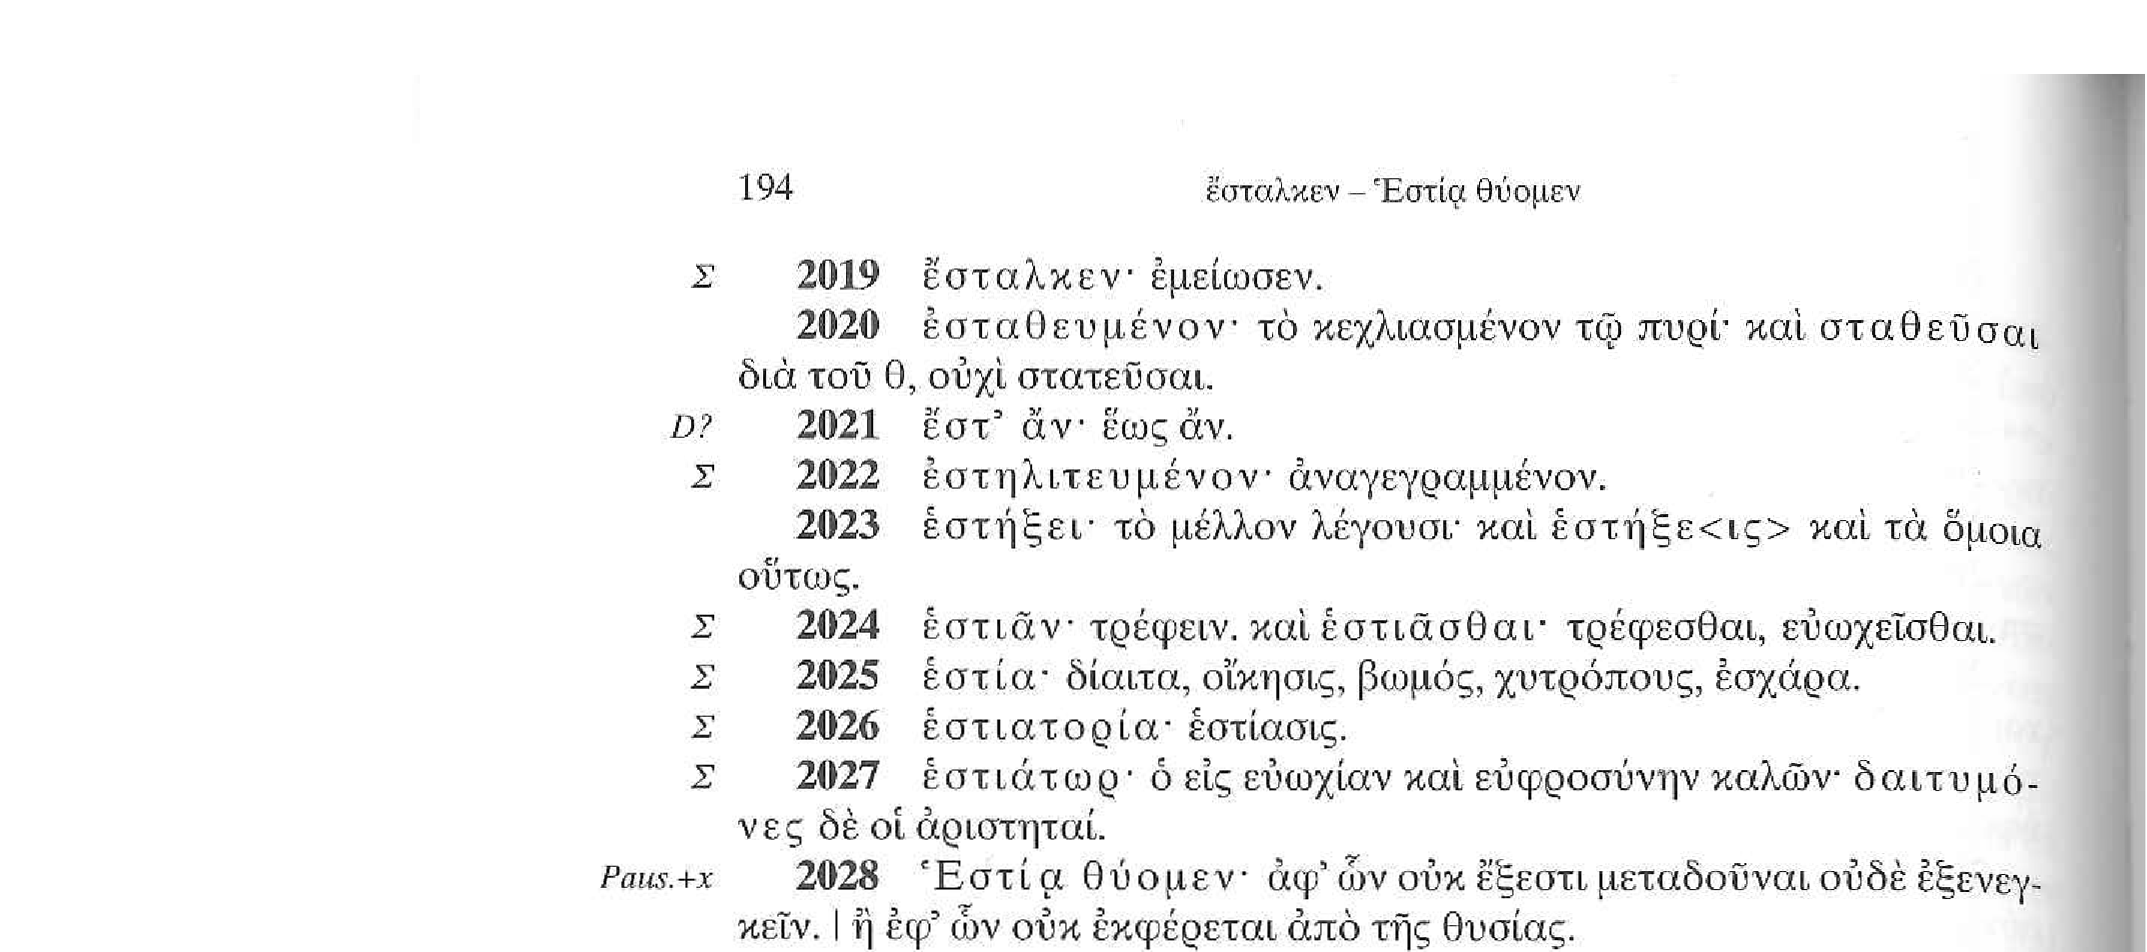 194 ἔσταλκεν – Ἑστίᾳ θύομεν
Σ 2019 ἔσταλκεν· ἐμείωσεν.
2020 ἐσταθευμένον· τὸ κεχλιασμένον τῷ πυρί· καὶ σταθεῦσαι
διὰ τοῦ θ, οὐχὶ στατεῦσαι.
D? 2021 ἔστ’ ἄν· ἕως ἄν.
Σ 2022 ἐστηλιτευμένον· ἀναγεγραμμένον.
2023 ἑστήξει· τὸ μέλλον λέγουσι· καὶ ἑστήξε<ις> καὶ τὰ ὅμοια
οὕτως.
Σ 2024 ἑστιᾶν· τρέφειν. καὶ ἑστιᾶσθαι· τρέφεσθαι, εὐωχεῖσθαι.
Σ 2025 ἑστία· δίαιτα, οἴκησις, βωμός, χυτρόπους, ἐσχάρα.
Σ 2026 ἑστιατορία· ἑστίασις.
Σ 2027 ἑστιάτωρ· ὁ εἰς εὐωχίαν καὶ εὐφροσύνην καλῶν· δαιτυμό-
νες δὲ οἱ ἀριστηταί.
Paus.+x 2028 Ἑστίᾳ θύομεν· ἀφ’ ὧν οὐκ ἔξεστι μεταδοῦναι οὐδὲ ἐξενεγ-
κεῖν. | ἢ ἐφ’ ὧν οὐκ ἐκφέρεται ἀπὸ τῆς θυσίας.